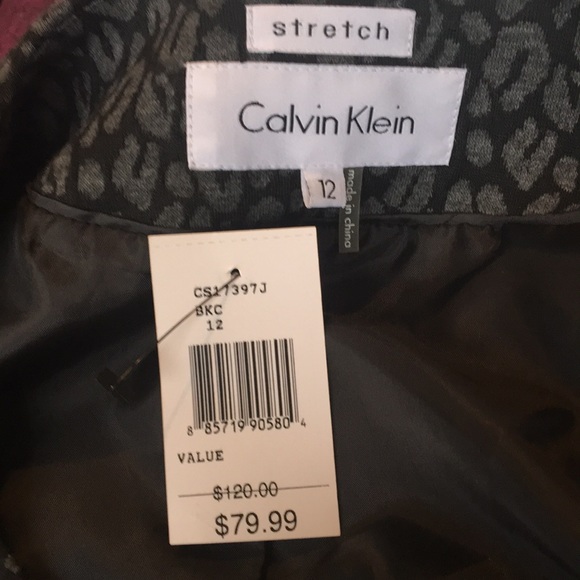 stretch
Calvin Klein
12
made in china
CS17397J
BKC
12
8 85719 90580 4
VALUE
$120.00
$79.99